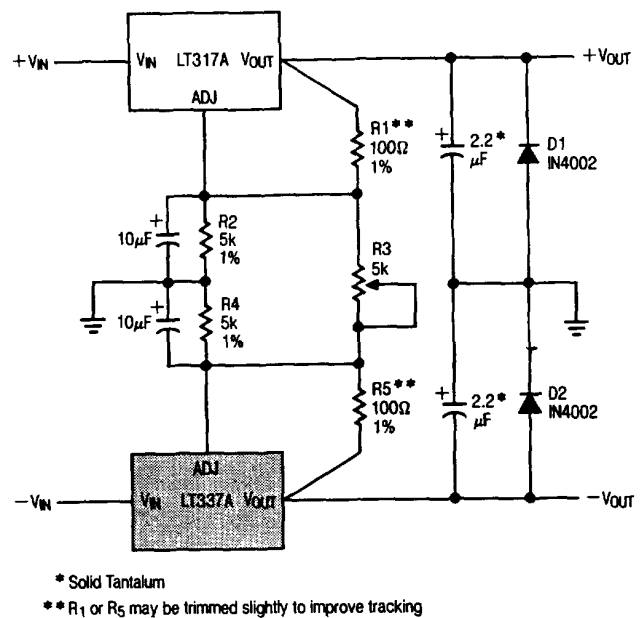 +VIN
VIN LT317A VOUT
ADJ
+VOUT
R1**
100Ω
1%
+
2.2*
µF
D1
IN4002
+
10µF
R2
5k
1%
R3
5k
+
10µF
R4
5k
1%
R5**
100Ω
1%
+
2.2*
µF
D2
IN4002
ADJ
-VIN
VIN LT337A VOUT
-VOUT
* Solid Tantalum
** R1 or R5 may be trimmed slightly to improve tracking